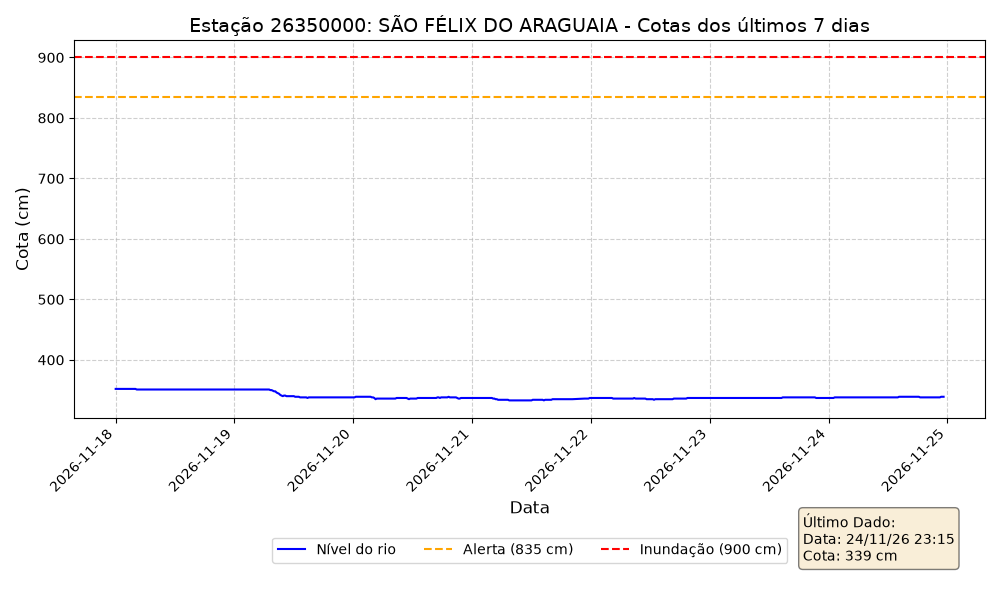 Estação 26350000: SÃO FÉLIX DO ARAGUAIA - Cotas dos últimos 7 dias
Cota (cm)
900
800
700
600
500
400
2026-11-18
2026-11-19
2026-11-20
2026-11-21
2026-11-22
2026-11-23
2026-11-24
2026-11-25
Data
Nível do rio
Alerta (835 cm)
Inundação (900 cm)
Último Dado:
Data: 24/11/26 23:15
Cota: 339 cm